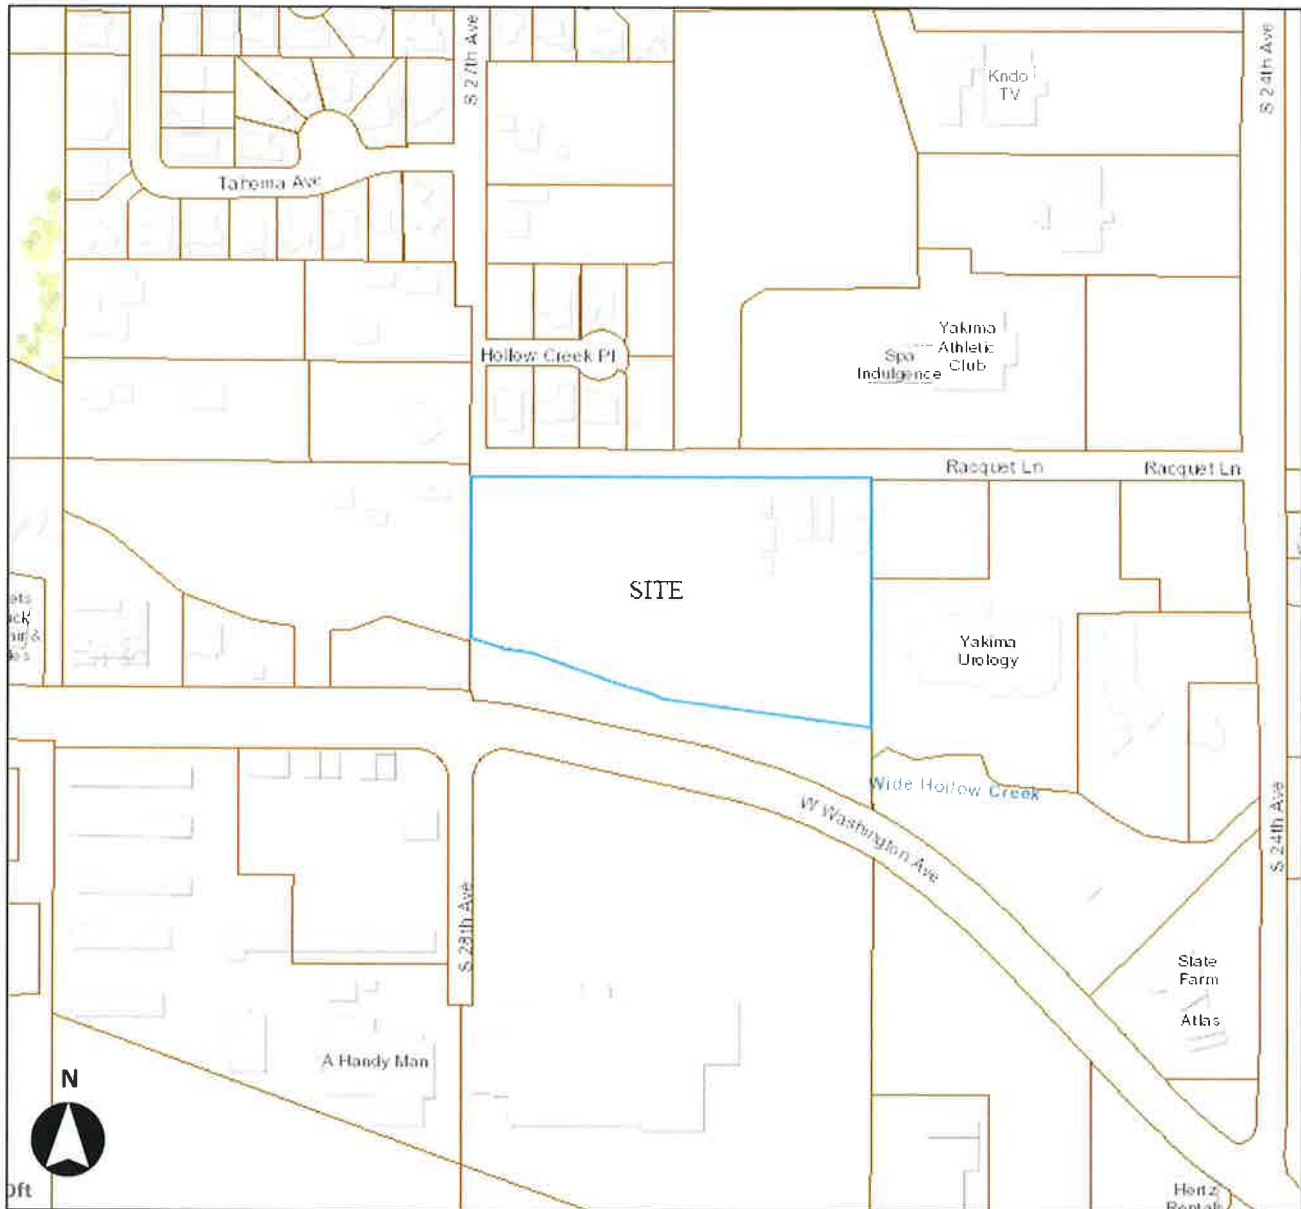 S 27th Ave
Kndo
TV
S 24th Ave
Tahoma Ave
Hollow Creek Pl
Yakima
Athletic
Club
Spa
Indulgence
Racquet Ln
Racquet Ln
SITE
Yakima
Urology
Wide Hollow Creek
W Washington Ave
S 24th Ave
S 28th Ave
State
Farm
Atlas
A Handy Man
N
0ft
Hertz
Rentals